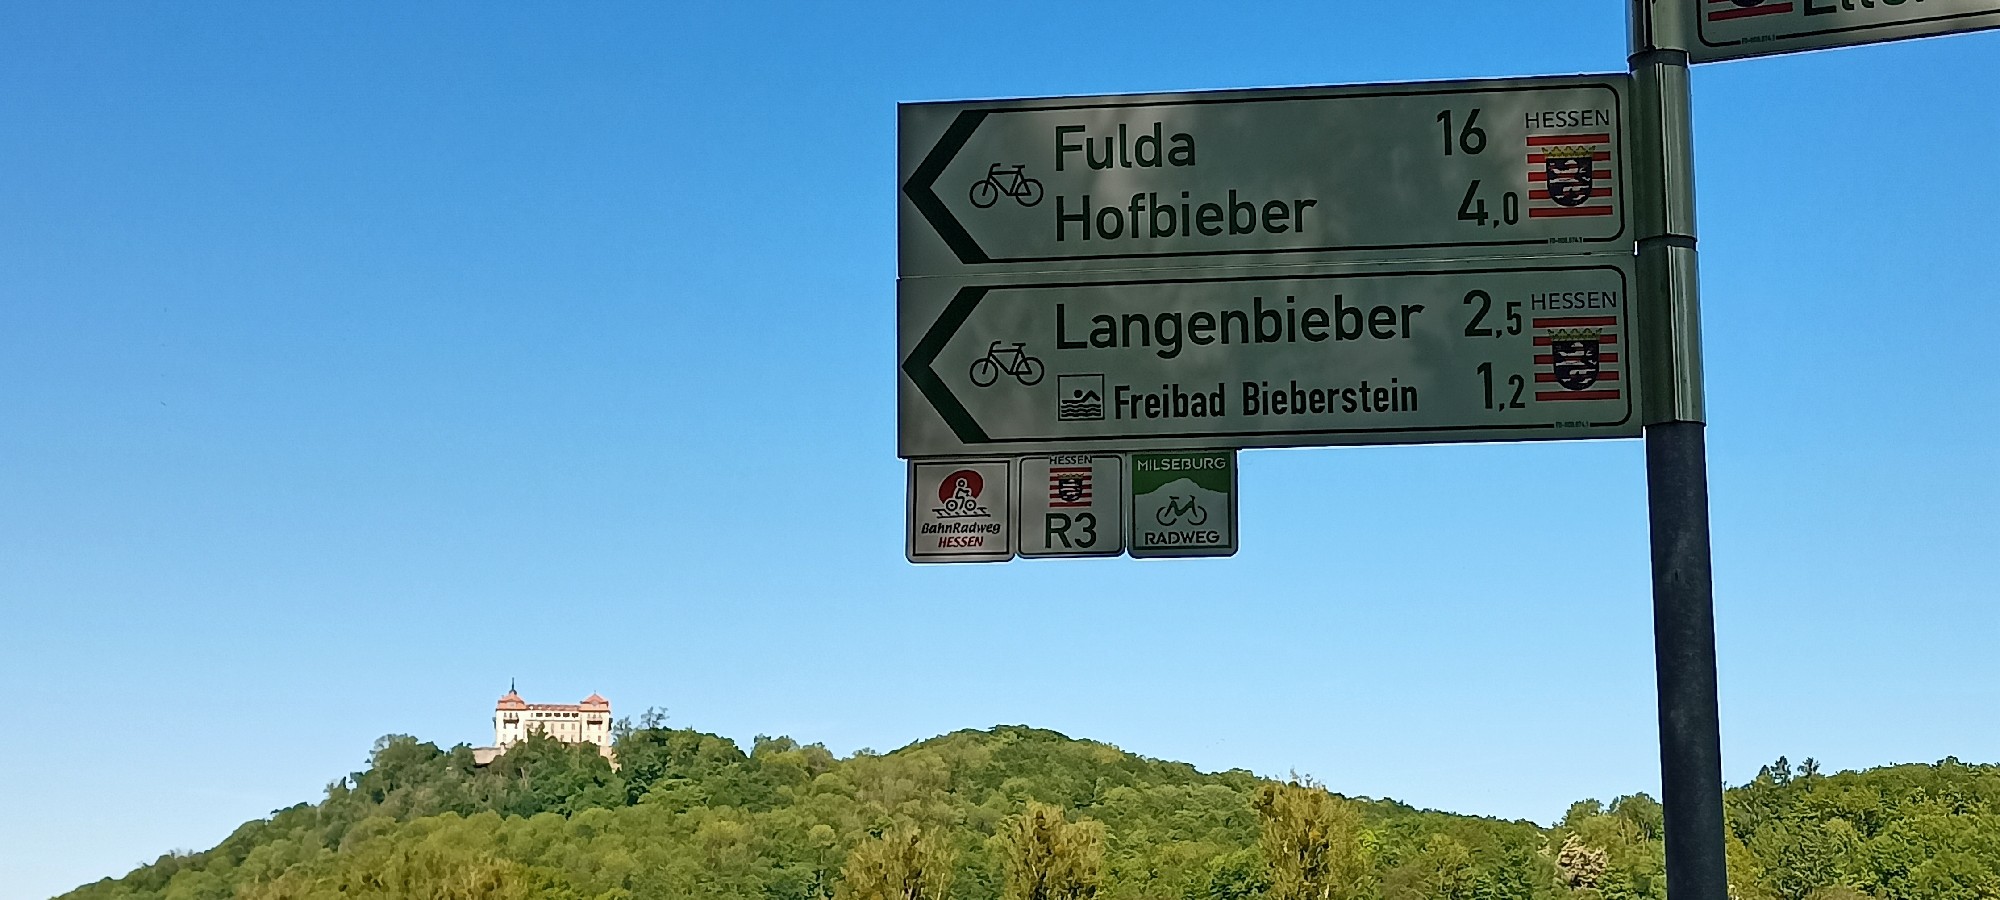 Fulda 16
Hofbieber 4,0
HESSEN
Langenbieber 2,5
Freibad Bieberstein 1,2
HESSEN
BahnRadweg
HESSEN
HESSEN
R3
MILSEBURG
RADWEG